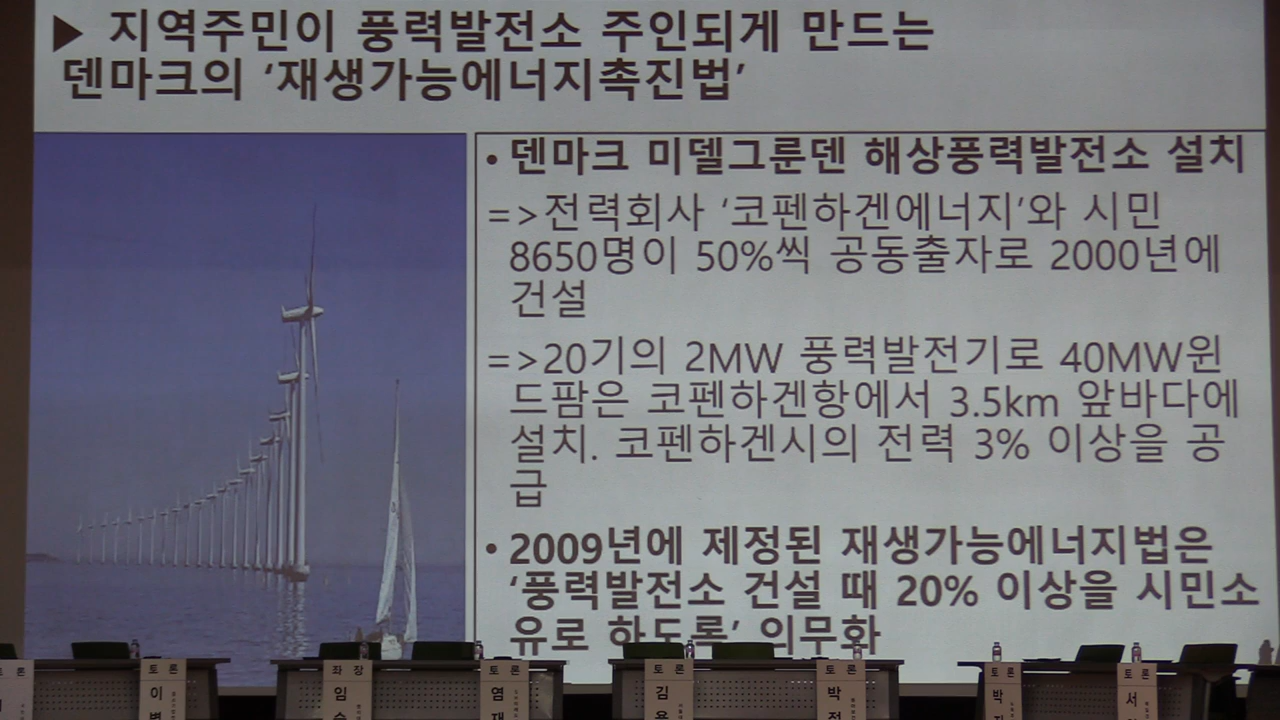 ▶ 지역주민이 풍력발전소 주인되게 만드는
덴마크의 ‘재생가능에너지촉진법’
• 덴마크 미델그룬덴 해상풍력발전소 설치
=>전력회사 ‘코펜하겐에너지’와 시민
8650명이 50%씩 공동출자로 2000년에
건설
=>20기의 2MW 풍력발전기로 40MW윈
드팜은 코펜하겐항에서 3.5km 앞바다에
설치. 코펜하겐시의 전력 3% 이상을 공
급
• 2009년에 제정된 재생가능에너지법은
‘풍력발전소 건설 때 20% 이상을 시민소
유로 하도록’ 의무화
토 론
이
좌 장
임
토 론
염
토 론
김
토 론
박
토 론
박
토 론
서